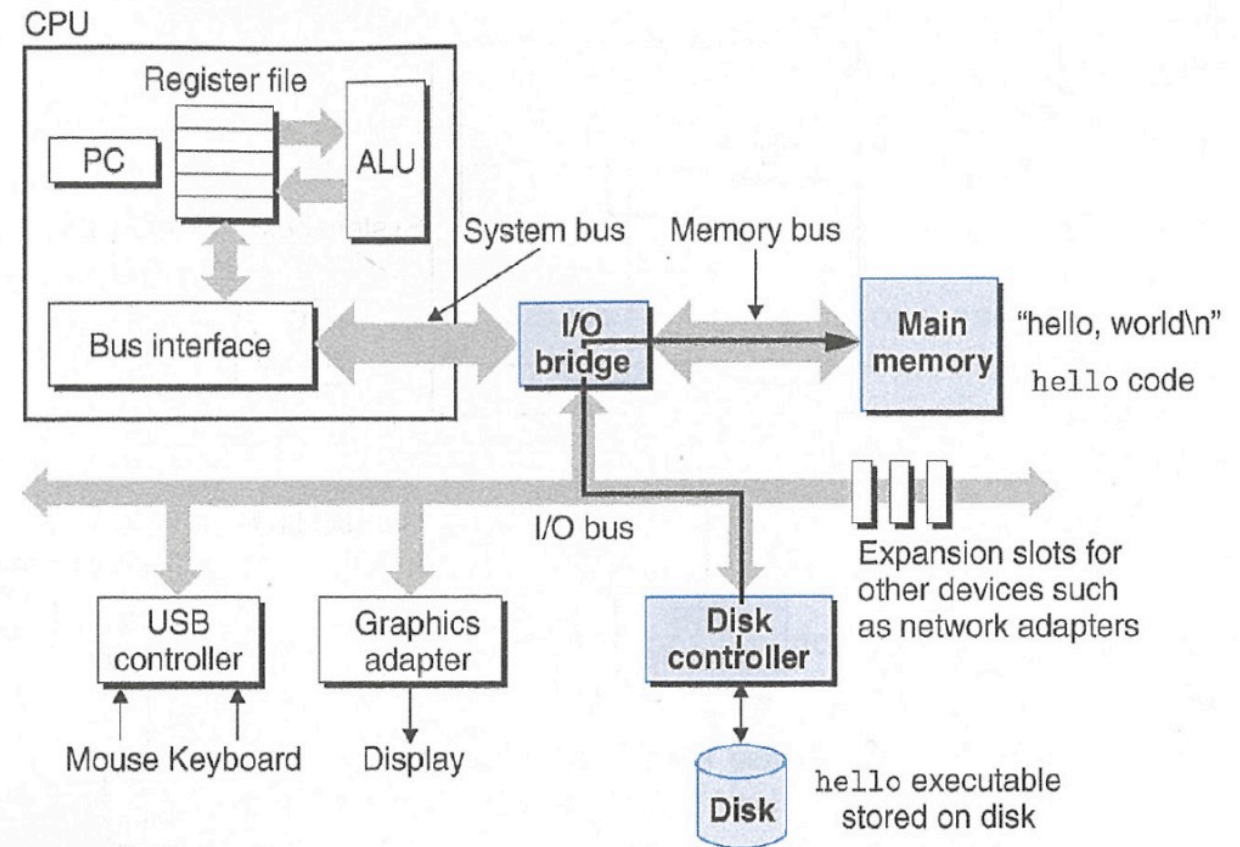 CPU
Register file
PC
ALU
System bus
Memory bus
Bus interface
I/O
bridge
Main
memory
"hello, world\n"
hello code
I/O bus
Expansion slots for
other devices such
as network adapters
USB
controller
Graphics
adapter
Disk
controller
Mouse Keyboard
Display
Disk
hello executable
stored on disk